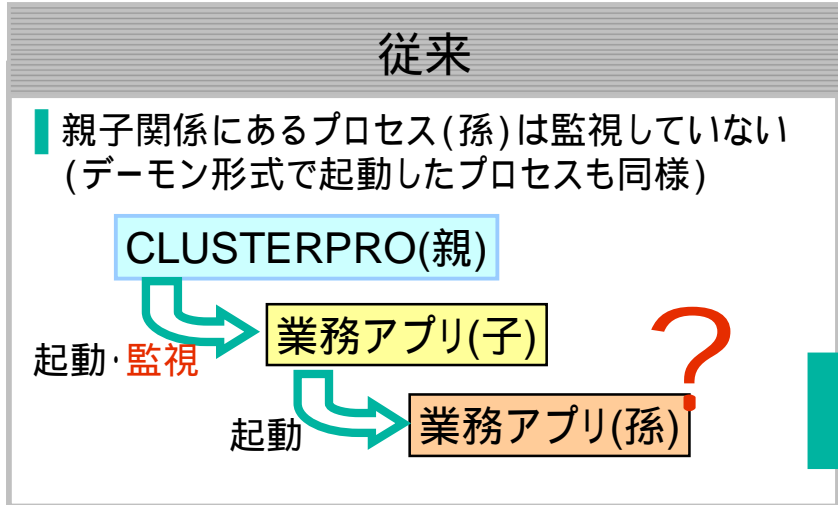 従来
親子関係にあるプロセス(孫)は監視していない
(デーモン形式で起動したプロセスも同様)
CLUSTERPRO(親)
起動・監視
業務アプリ(子)
?
起動
業務アプリ(孫)